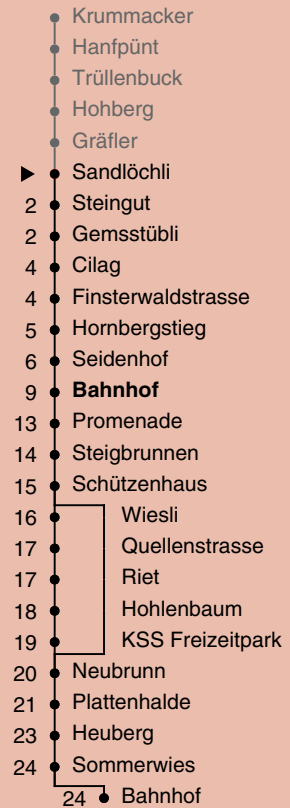 Krummacker
Hanfpünt
Trüllenbuck
Hohberg
Gräfler
Sandlöchli
2 Steingut
2 Gemsstübli
4 Cilag
4 Finsterwaldstrasse
5 Hornbergstieg
6 Seidenhof
9 Bahnhof
13 Promenade
14 Steigbrunnen
15 Schützenhaus
16 Wiesli
17 Quellenstrasse
17 Riet
18 Hohlenbaum
19 KSS Freizeitpark
20 Neubrunn
21 Plattenhalde
23 Heuberg
24 Sommerwies
24 Bahnhof